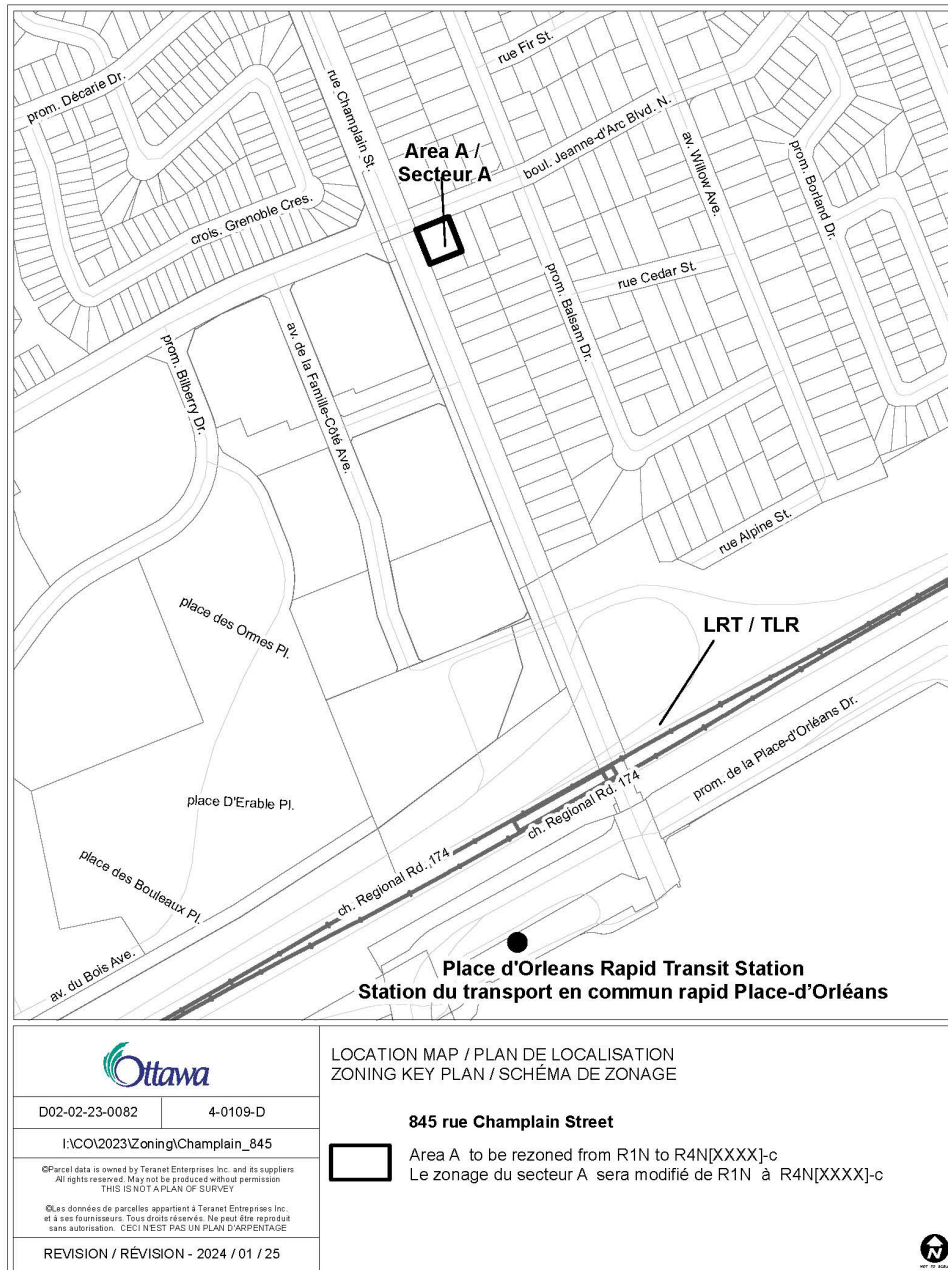 rue Fir St.
prom. Décarie Dr.
rue Champlain St.
boul. Jeanne-d'Arc Blvd. N.
Area A /
Secteur A
av. Willow Ave.
prom. Borland Dr.
crois. Grenoble Cres.
rue Cedar St.
prom. Balsam Dr.
prom. Bilberry Dr.
av. de la Famille-Côté Ave.
rue Alpine St.
place des Ormes Pl.
LRT / TLR
prom. de la Place-d'Orléans Dr.
place D'Erable Pl.
ch. Regional Rd. 174
ch. Regional Rd. 174
place des Bouleaux Pl.
av. du Bois Ave.
Place d'Orleans Rapid Transit Station
Station du transport en commun rapid Place-d'Orléans
Ottawa
D02-02-23-0082
4-0109-D
I:\CO\2023\Zoning\Champlain_845
©Parcel data is owned by Teranet Enterprises Inc. and its suppliers
All rights reserved. May not be produced without permission
THIS IS NOT A PLAN OF SURVEY
©Les données de parcelles appartient à Teranet Enterprises Inc.
et à ses fournisseurs. Tous droits réservés. Ne peut être reproduit
sans autorisation. CECI N'EST PAS UN PLAN D'ARPENTAGE
REVISION / RÉVISION - 2024 / 01 / 25
LOCATION MAP / PLAN DE LOCALISATION
ZONING KEY PLAN / SCHÉMA DE ZONAGE
845 rue Champlain Street
Area A to be rezoned from R1N to R4N[XXXX]-c
Le zonage du secteur A sera modifié de R1N à R4N[XXXX]-c
N
NOT TO SCALE